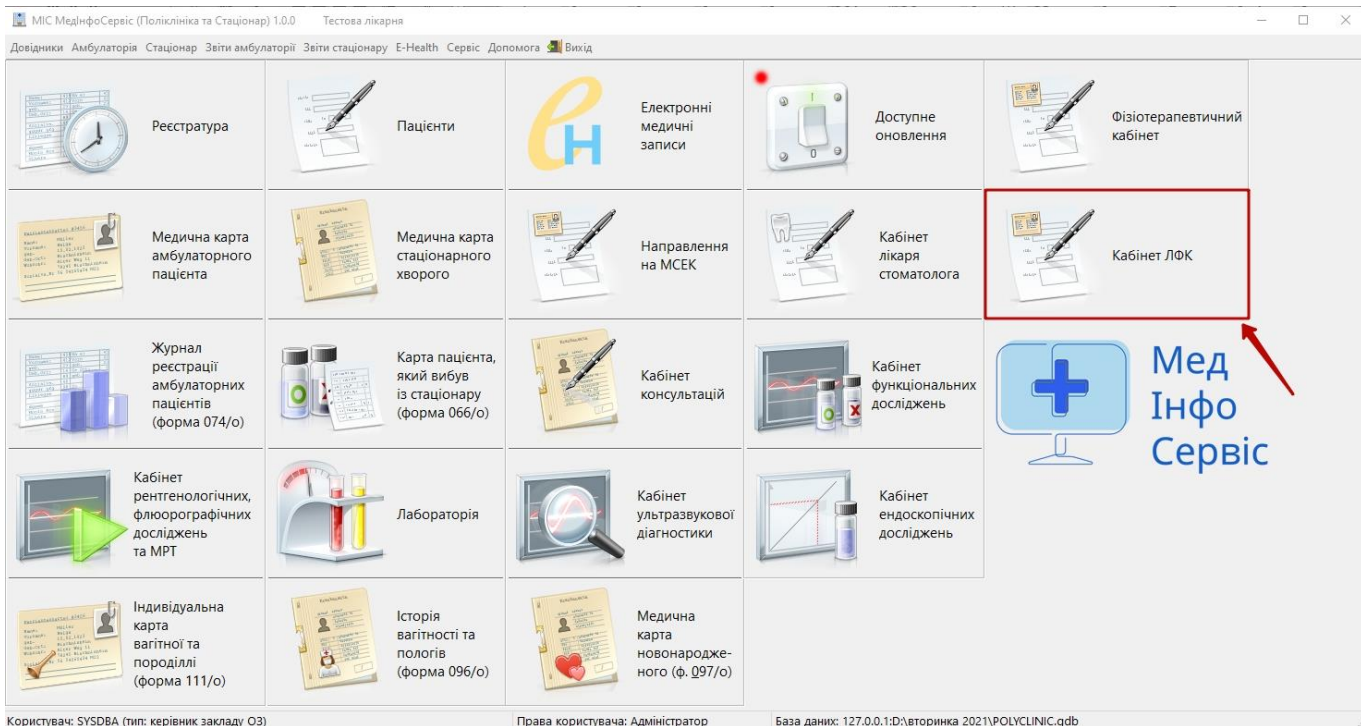 МІС МедІнфоСервіс (Поліклініка та Стаціонар) 1.0.0 Тестова лікарня
Довідники Амбулаторія Стаціонар Звіти амбулаторії Звіти стаціонару E-Health Сервіс Допомога Вихід
Реєстратура
Пацієнти
Електронні
медичні
записи
Доступне
оновлення
Фізіотерапевтичний
кабінет
Медична карта
амбулаторного
пацієнта
Медична карта
стаціонарного
хворого
Направлення
на МСЕК
Кабінет
лікаря
стоматолога
Кабінет ЛФК
Журнал
реєстрації
амбулаторних
пацієнтів
(форма 074/о)
Карта пацієнта,
який вибув
із стаціонару
(форма 066/о)
Кабінет
консультацій
Кабінет
функціональних
досліджень
Мед
Інфо
Сервіс
Кабінет
рентгенологічних,
флюорографічних
досліджень
та МРТ
Лабораторія
Кабінет
ультразвукової
діагностики
Кабінет
ендоскопічних
досліджень
Індивідуальна
карта
вагітної та
породіллі
(форма 111/о)
Історія
вагітності та
пологів
(форма 096/о)
Медична
карта
новонародже-
ного (ф. 097/о)
Користувач: SYSDBA (тип: керівник закладу ОЗ) Права користувача: Адміністратор База даних: 127.0.0.1:D:\вторинка 2021\POLYCLINIC.gdb